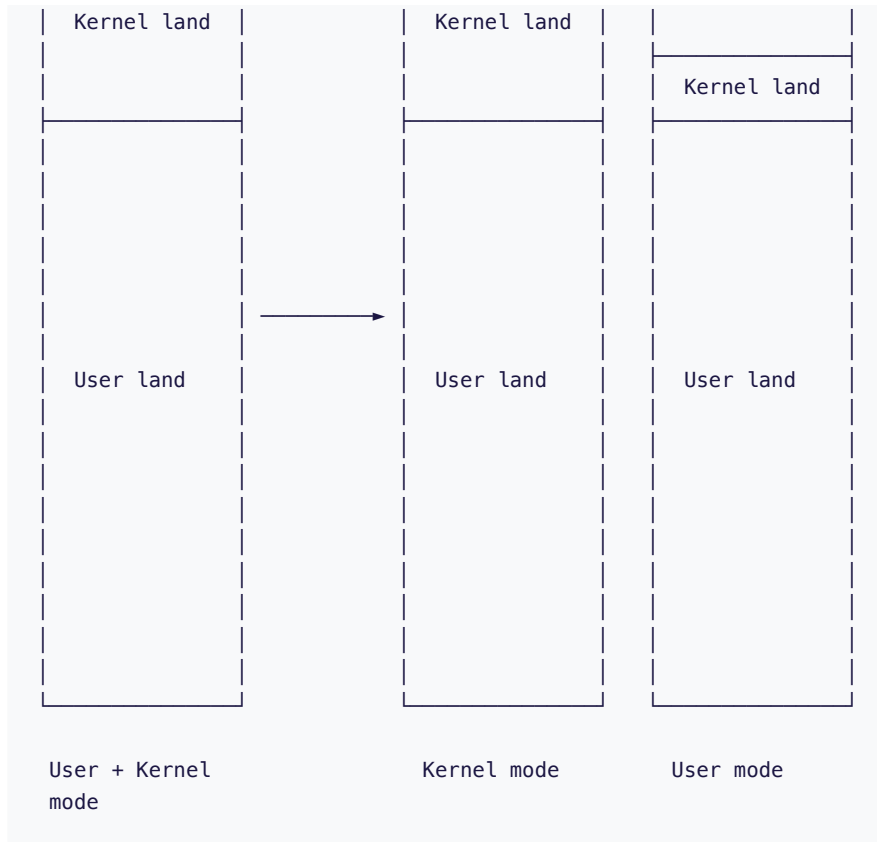 Kernel land Kernel land
Kernel land
User land User land User land
User + Kernel Kernel mode User mode
mode